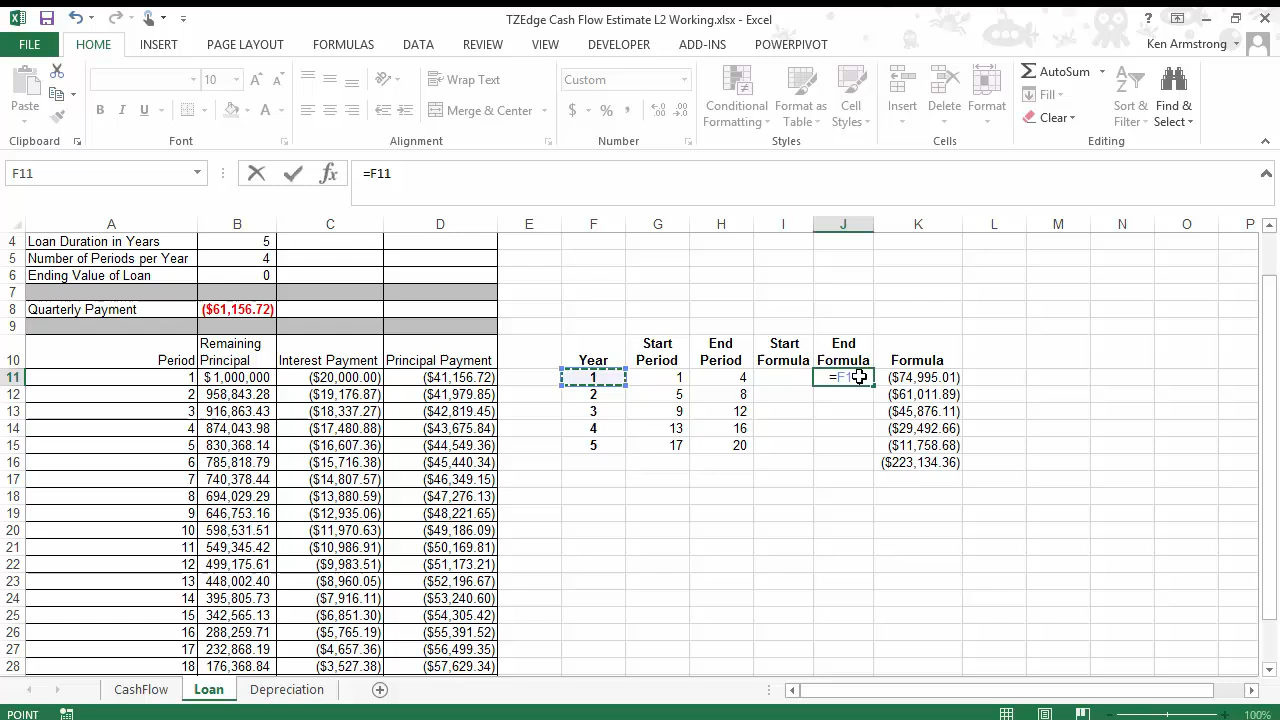 TZEdge Cash Flow Estimate L2 Working.xlsx - Excel
FILE HOME INSERT PAGE LAYOUT FORMULAS DATA REVIEW VIEW DEVELOPER ADD-INS POWERPIVOT Ken Armstrong
Paste
B I U 10 A A A
Wrap Text
Merge & Center
Custom
$ % ,
Conditional Formatting
Format as Table
Cell Styles
Insert Delete Format
AutoSum
Fill
Clear
Sort & Filter
Find & Select
Clipboard Font Alignment Number Styles Cells Editing
F11 fx =F11
A B C D E F G H I J K L M N O P
4 Loan Duration in Years 5
5 Number of Periods per Year 4
6 Ending Value of Loan 0
7
8 Quarterly Payment ($61,156.72)
9
Remaining Start End Start End
10 Period Principal Interest Payment Principal Payment Year Period Period Formula Formula Formula
11 1 $ 1,000,000 ($20,000.00) ($41,156.72) 1 1 4 =F1 ($74,995.01)
12 2 958,843.28 ($19,176.87) ($41,979.85) 2 5 8 ($61,011.89)
13 3 916,863.43 ($18,337.27) ($42,819.45) 3 9 12 ($45,876.11)
14 4 874,043.98 ($17,480.88) ($43,675.84) 4 13 16 ($29,492.66)
15 5 830,368.14 ($16,607.36) ($44,549.36) 5 17 20 ($11,758.68)
16 6 785,818.79 ($15,716.38) ($45,440.34) ($223,134.36)
17 7 740,378.44 ($14,807.57) ($46,349.15)
18 8 694,029.29 ($13,880.59) ($47,276.13)
19 9 646,753.16 ($12,935.06) ($48,221.65)
20 10 598,531.51 ($11,970.63) ($49,186.09)
21 11 549,345.42 ($10,986.91) ($50,169.81)
22 12 499,175.61 ($9,983.51) ($51,173.21)
23 13 448,002.40 ($8,960.05) ($52,196.67)
24 14 395,805.73 ($7,916.11) ($53,240.60)
25 15 342,565.13 ($6,851.30) ($54,305.42)
26 16 288,259.71 ($5,765.19) ($55,391.52)
27 17 232,868.19 ($4,657.36) ($56,499.35)
28 18 176,368.84 ($3,527.38) ($57,629.34)
CashFlow Loan Depreciation
POINT 100%